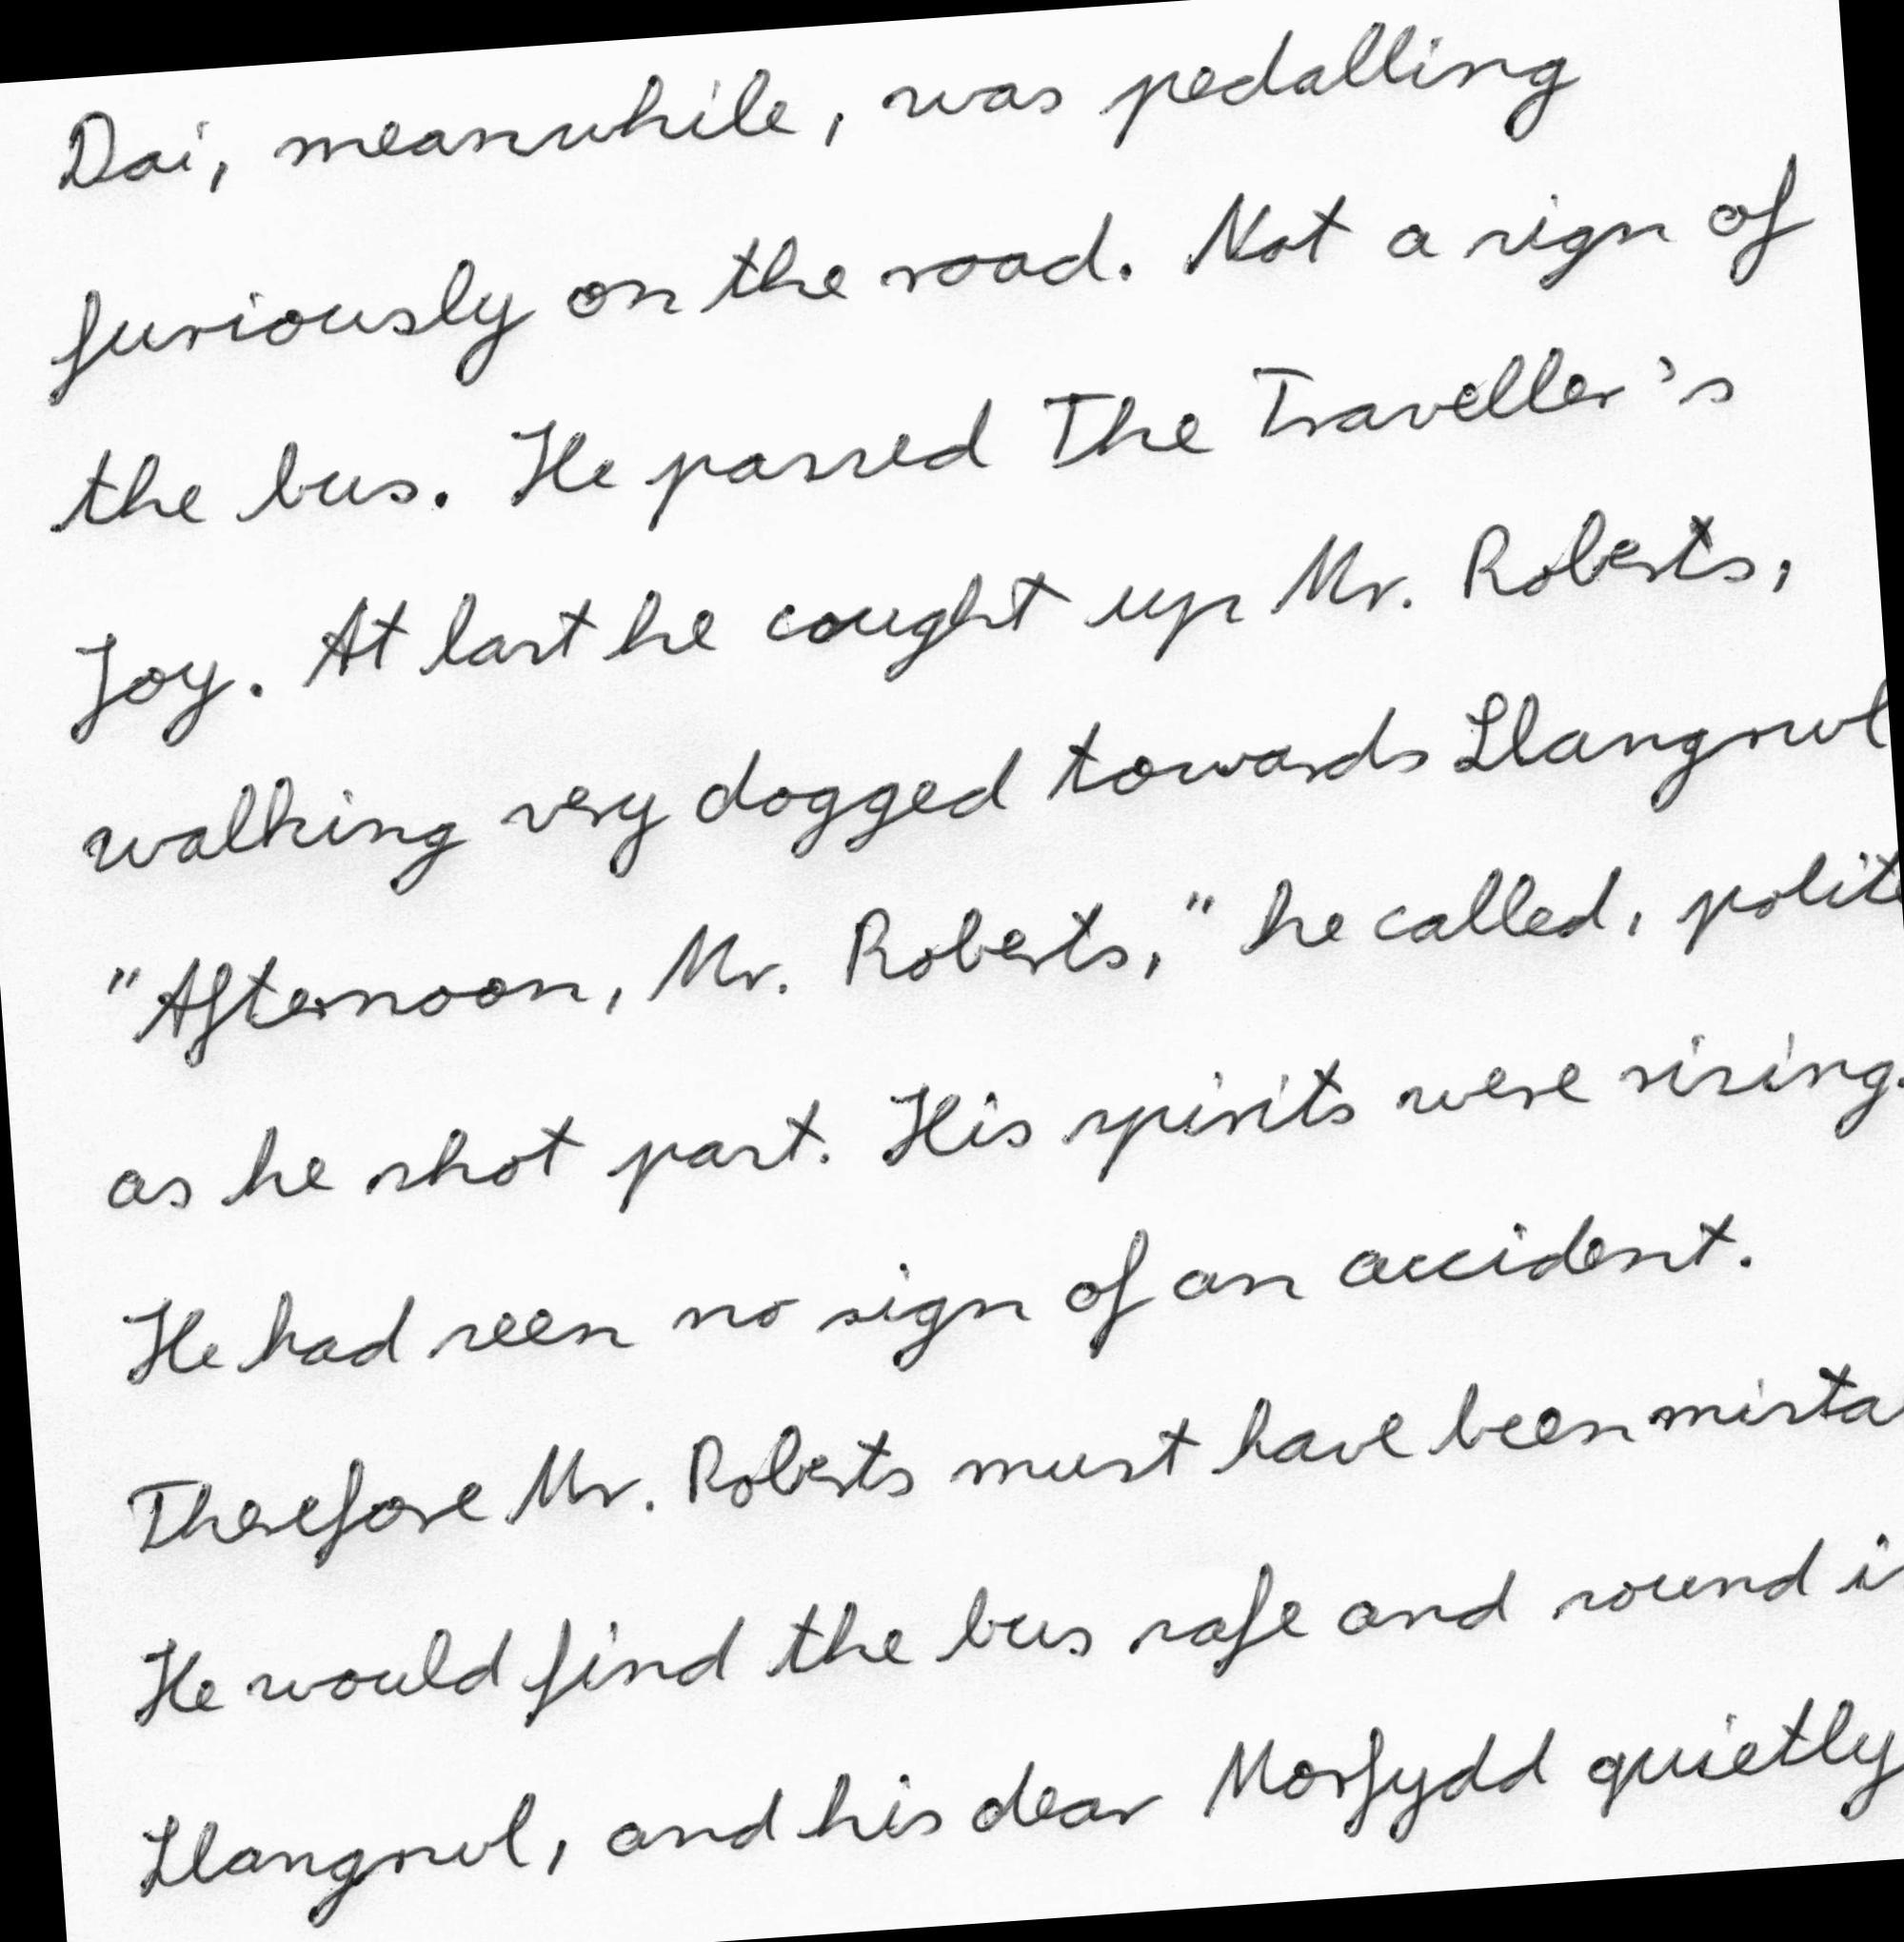 Dai, meanwhile, was pedalling
furiously on the road. Not a sign of
the bus. He passed The Traveller's
Joy. At last he caught up Mr. Roberts,
walking very dogged towards Llangrwl
"Afternoon, Mr. Roberts," he called, polite
as he shot past. His spirits were rising.
He had seen no sign of an accident.
Therefore Mr. Roberts must have been mista
He would find the bus safe and sound i
Llangrwl, and his dear Morfydd quietly